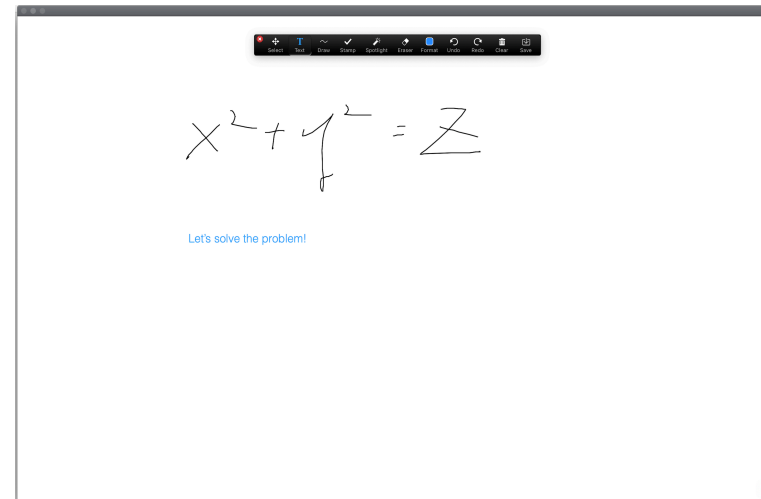 Select Text Draw Stamp Spotlight Eraser Format Undo Redo Clear Save
x² + y² = Z
Let's solve the problem!